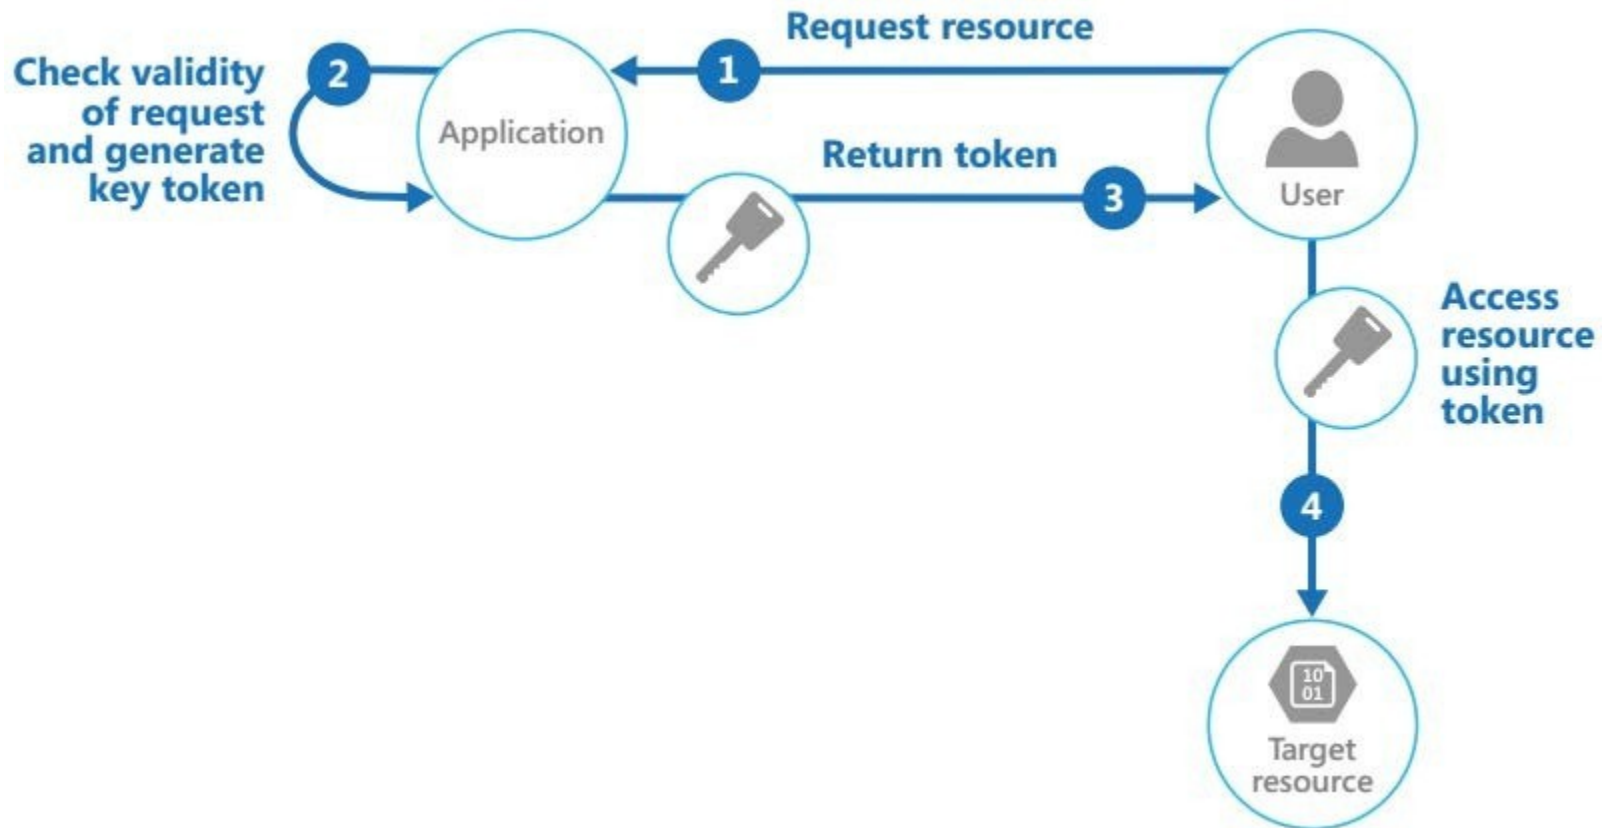 Request resource
1
2
Check validity
of request
and generate
key token
Application
Return token
3
User
Access
resource
using
token
4
10
01
Target
resource